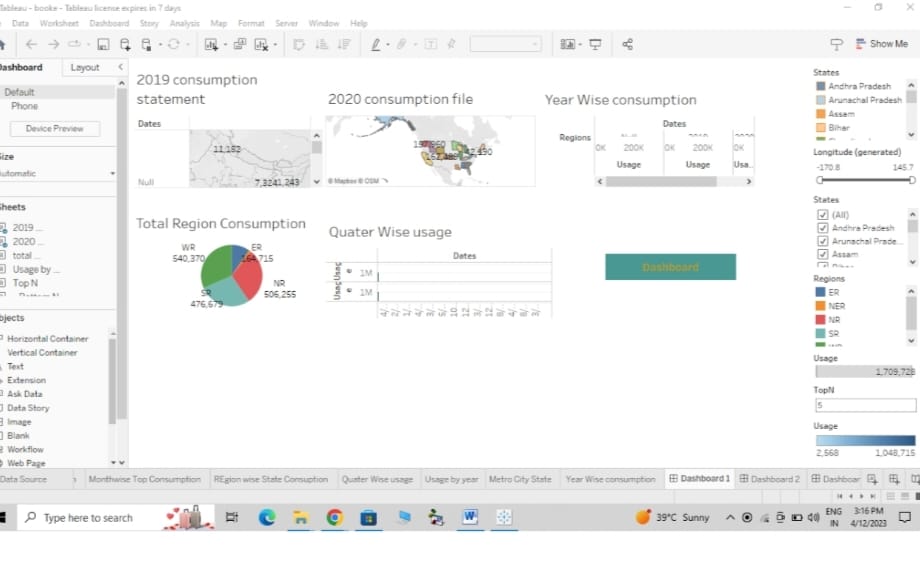 Tableau - booke - Tableau license expires in 7 days
Data Worksheet Dashboard Story Analysis Map Format Server Window Help
Show Me
Dashboard Layout
Default
Phone
Device Preview
Size
Automatic
Sheets
2019 ...
2020 ...
total ...
Usage by ...
Top N
Objects
Horizontal Container
Vertical Container
Text
Extension
Ask Data
Data Story
Image
Blank
Workflow
Web Page
2019 consumption
statement
Dates
11,182
Null
7,3241,243
2020 consumption file
© Mapbox © OSM
Year Wise consumption
Dates
Regions
0K 200K 0K 200K 0K
Usage Usage Usa..
Total Region Consumption
WR
540,370
ER
164,715
NR
506,255
SR
476,679
Quater Wise usage
Dates
1M
1M
Dashboard
States
Andhra Pradesh
Arunachal Pradesh
Assam
Bihar
Longitude (generated)
-170.8 145.7
States
(All)
Andhra Pradesh
Arunachal Prade...
Assam
Regions
ER
NER
NR
SR
WR
Usage
1,709,728
TopN
5
Usage
2,568 1,048,715
Data Source Monthwise Top Consumption REgion wise State Consuption Quater Wise usage Usage by year Metro City State Year Wise consumption Dashboard 1 Dashboard 2 Dashboar
Type here to search
39°C Sunny
ENG
IN
3:16 PM
4/12/2023